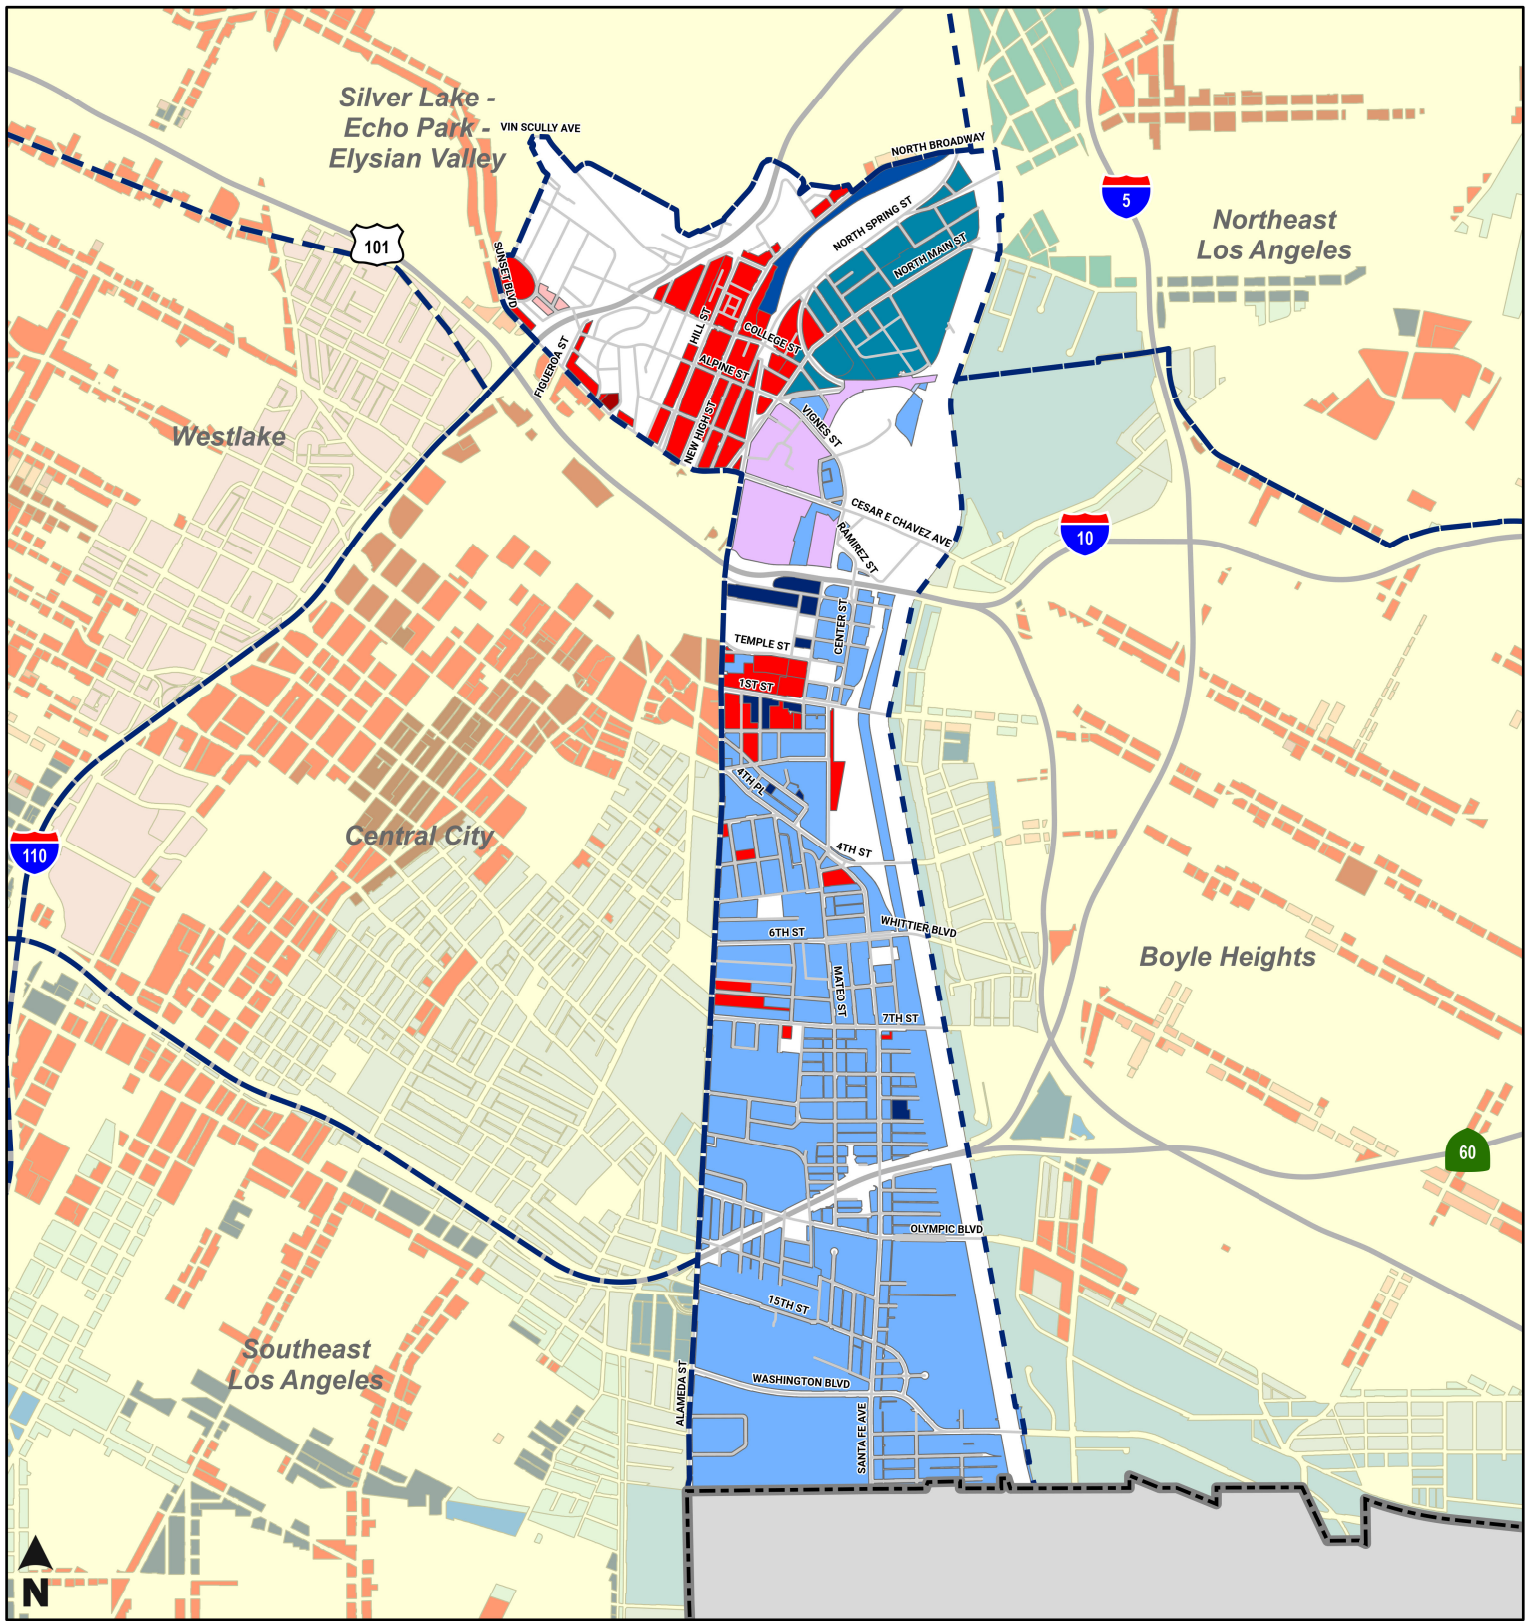 Silver Lake -
Echo Park -
Elysian Valley
VIN SCULLY AVE
NORTH BROADWAY
5
Northeast
Los Angeles
101
SUNSET BLVD
NORTH SPRING ST
NORTH MAIN ST
HILL ST
COLLEGE ST
FIGUEROA ST
ALPINE ST
Westlake
NEW HIGH ST
VIGNES ST
CESAR E CHAVEZ AVE
RAMIREZ ST
10
CENTER ST
TEMPLE ST
1ST ST
4TH PL
Central City
110
4TH ST
WHITTIER BLVD
6TH ST
Boyle Heights
MATEO ST
7TH ST
60
OLYMPIC BLVD
15TH ST
Southeast
Los Angeles
WASHINGTON BLVD
ALAMEDA ST
SANTA FE AVE
N